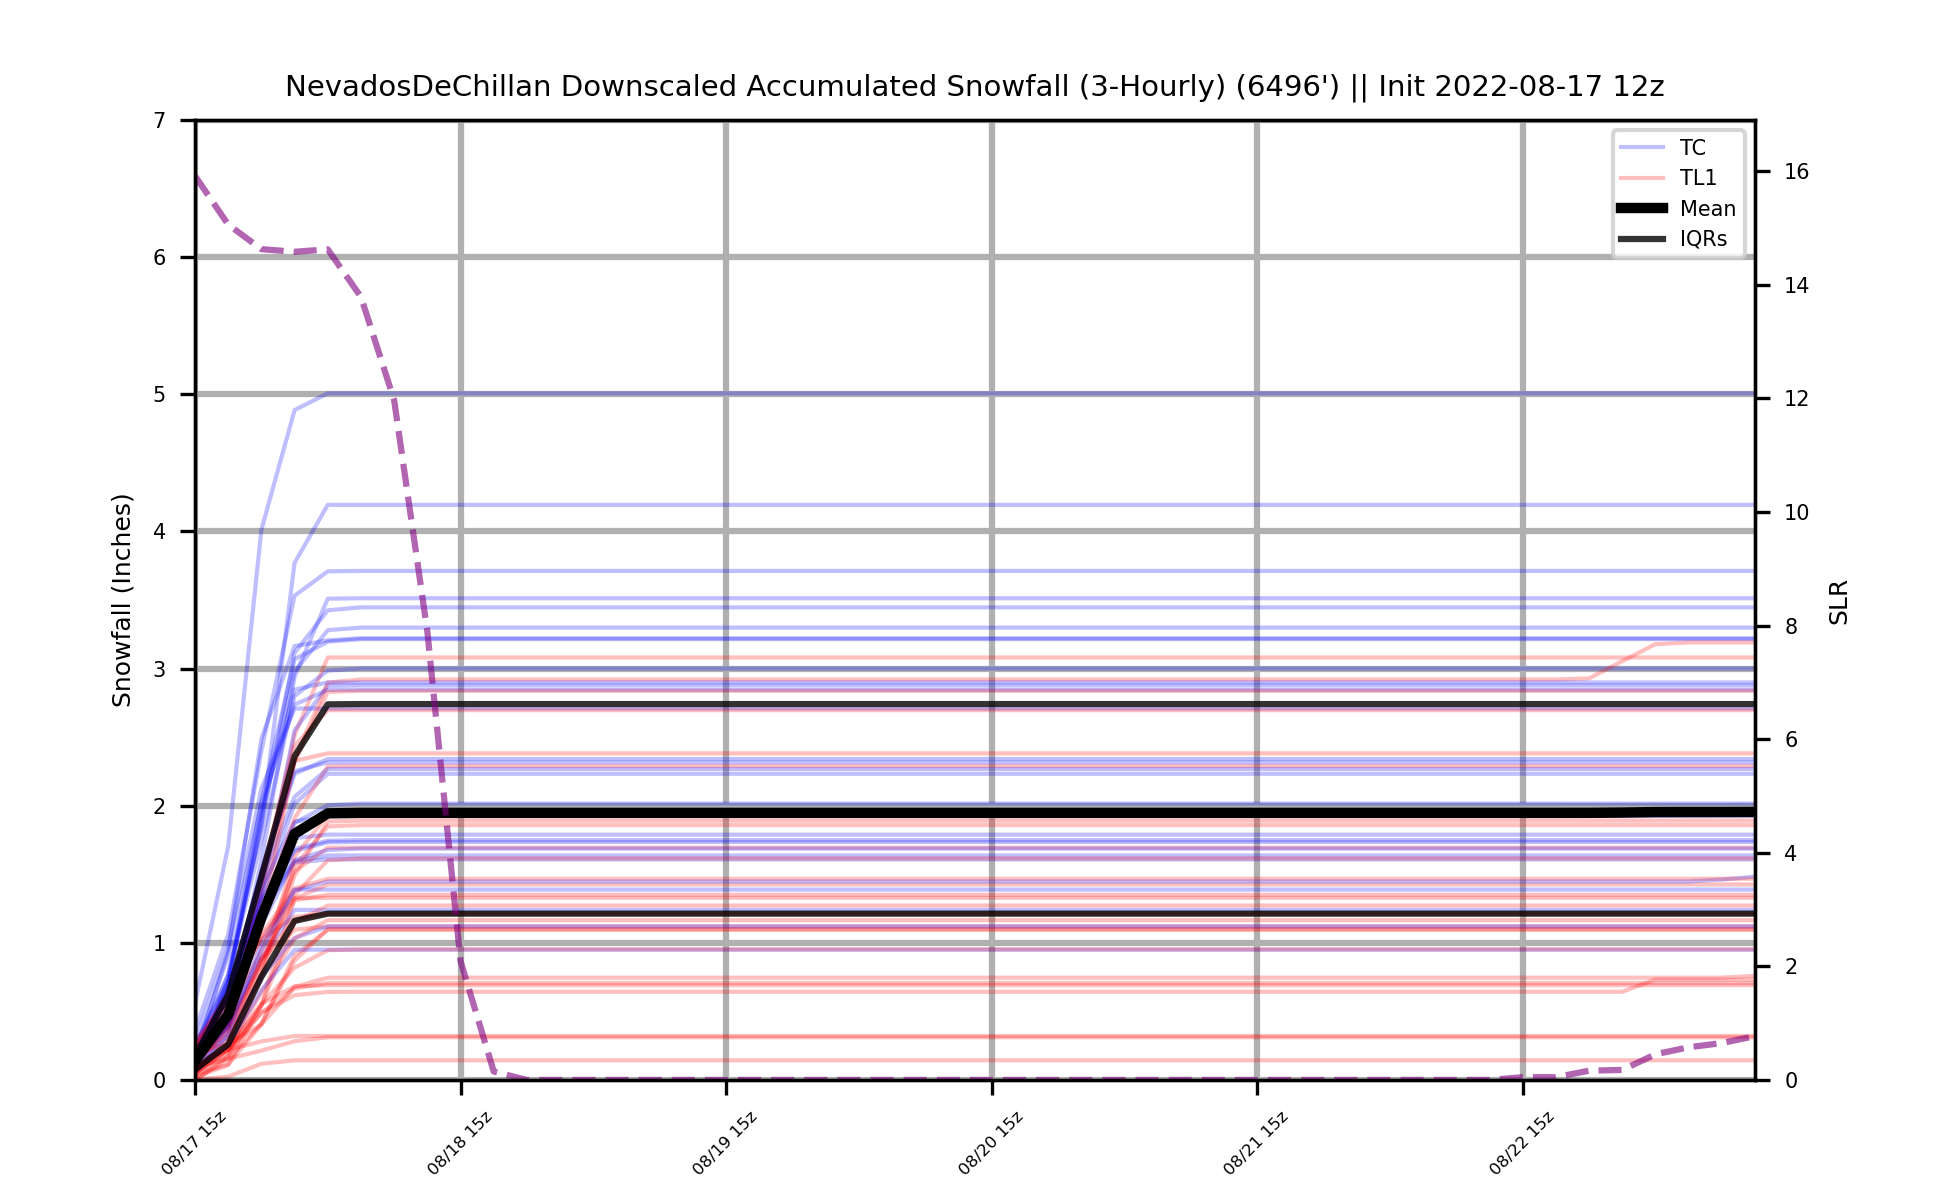 NevadosDeChillan Downscaled Accumulated Snowfall (3-Hourly) (6496') || Init 2022-08-17 12z
TC
TL1
Mean
IQRs
Snowfall (Inches)
7
6
5
4
3
2
1
0
SLR
16
14
12
10
8
6
4
2
0
08/17 15z
08/18 15z
08/19 15z
08/20 15z
08/21 15z
08/22 15z